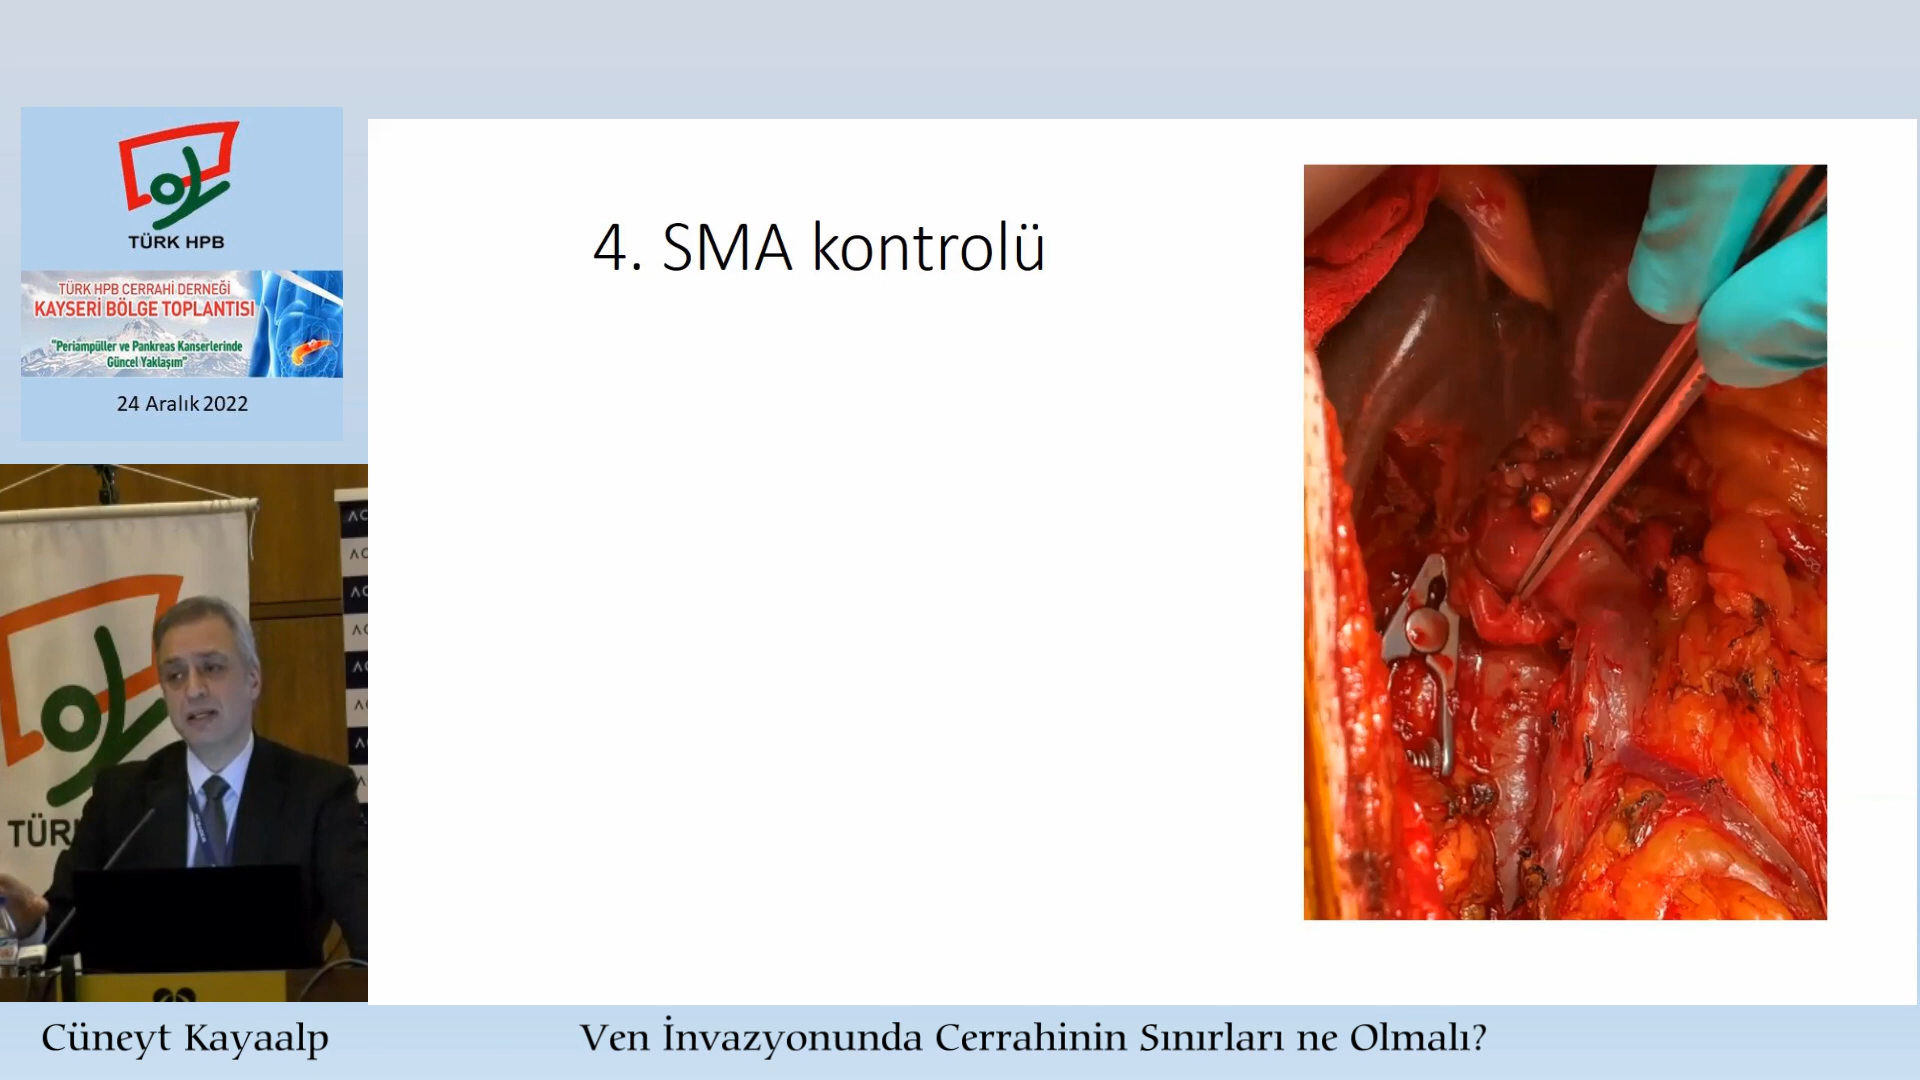 TÜRK HPB
TÜRK HPB CERRAHİ DERNEĞİ
KAYSERİ BÖLGE TOPLANTISI
"Periampüller ve Pankreas Kanserlerinde
Güncel Yaklaşım"
24 Aralık 2022
4. SMA kontrolü
TÜR
Cüneyt Kayaalp
Ven İnvazyonunda Cerrahinin Sınırları ne Olmalı?